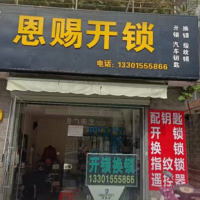 恩赐开锁
电话:13301555866
开锁 换锁
汽车钥匙 指纹锁
开锁换锁
13301555866
配钥匙
开锁
换锁
指纹锁
遥控器